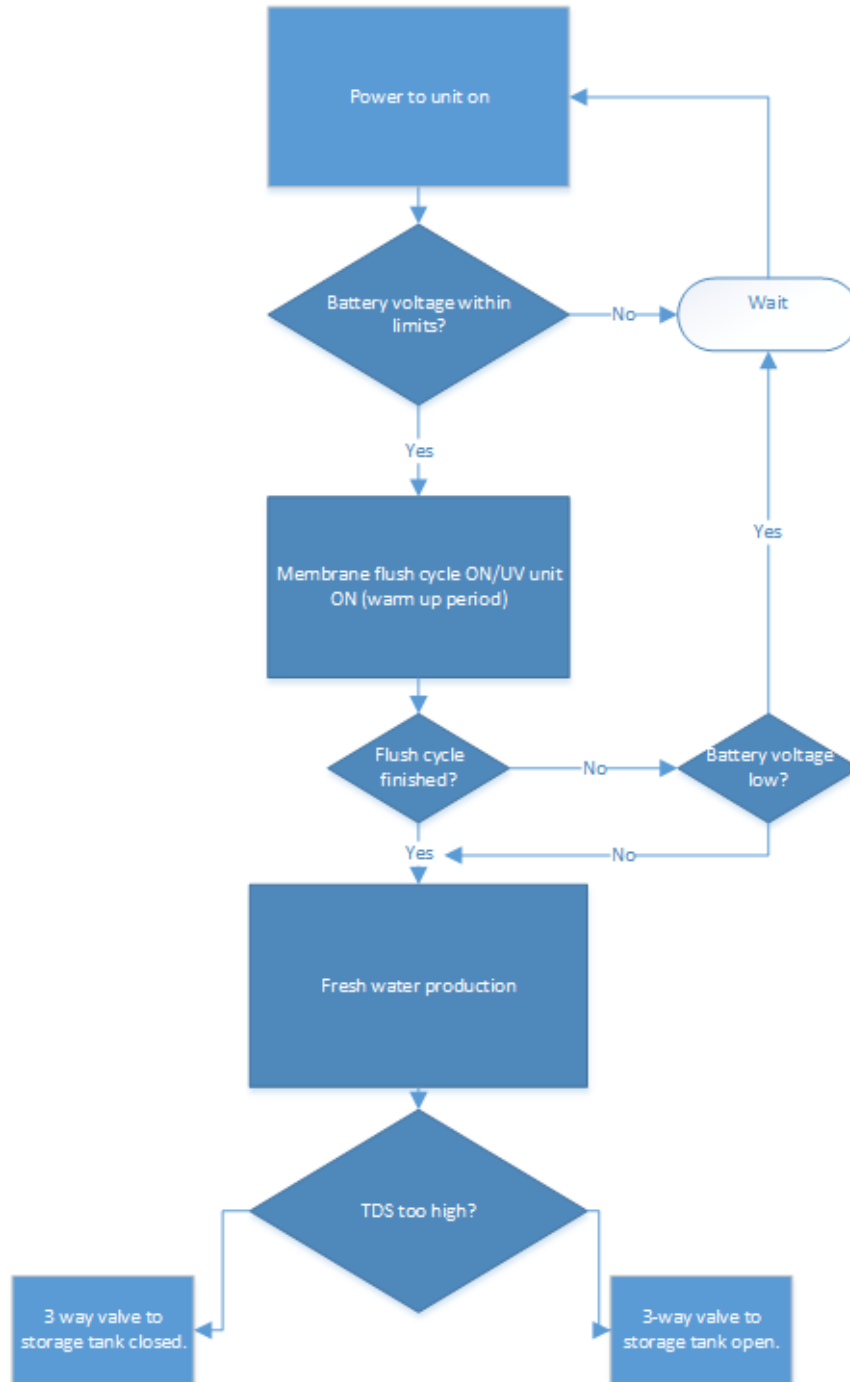 Power to unit on
Battery voltage within
limits?
No
Wait
Yes
Membrane flush cycle ON/UV unit
ON (warm up period)
Yes
Flush cycle
finished?
No
Battery voltage
low?
Yes
No
Fresh water production
TDS too high?
3 way valve to
storage tank closed.
3-way valve to
storage tank open.